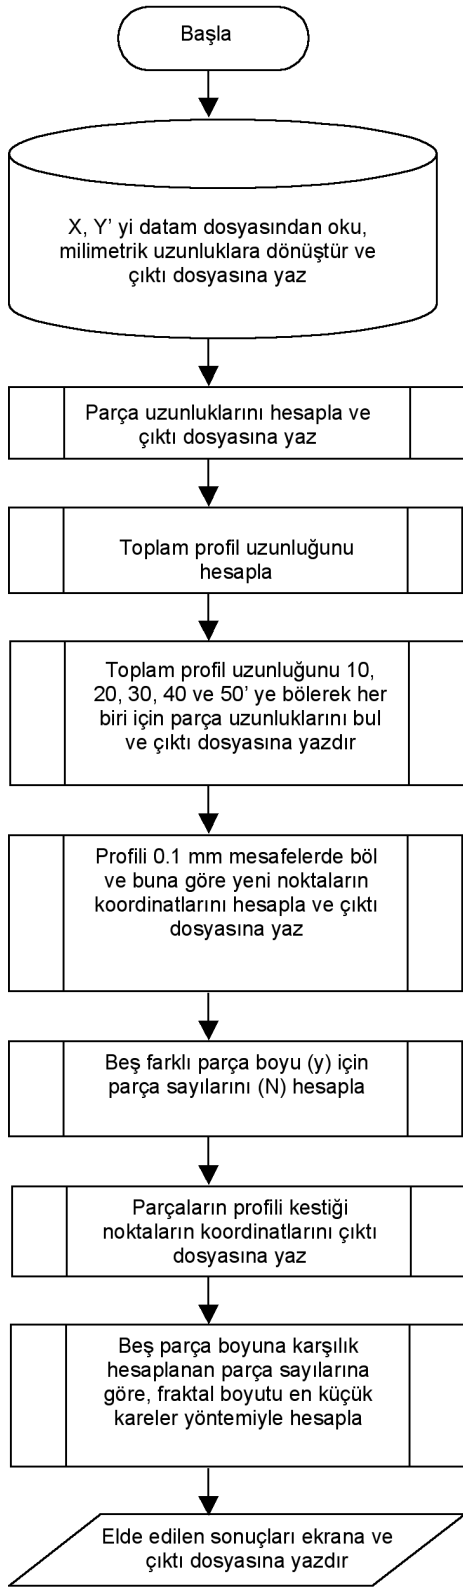 Başla
X, Y' yi datam dosyasından oku,
milimetrik uzunluklara dönüştür ve
çıktı dosyasına yaz
Parça uzunluklarını hesapla ve
çıktı dosyasına yaz
Toplam profil uzunluğunu
hesapla
Toplam profil uzunluğunu 10,
20, 30, 40 ve 50' ye bölerek her
biri için parça uzunluklarını bul
ve çıktı dosyasına yazdır
Profili 0.1 mm mesafelerde böl
ve buna göre yeni noktaların
koordinatlarını hesapla ve çıktı
dosyasına yaz
Beş farklı parça boyu (y) için
parça sayılarını (N) hesapla
Parçaların profili kestiği
noktaların koordinatlarını çıktı
dosyasına yaz
Beş parça boyuna karşılık
hesaplanan parça sayılarına
göre, fraktal boyutu en küçük
kareler yöntemiyle hesapla
Elde edilen sonuçları ekrana ve
çıktı dosyasına yazdır